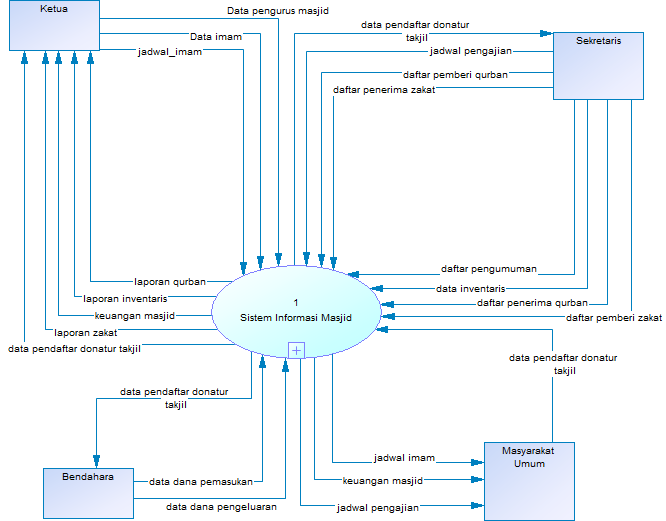 Ketua
Data pengurus masjid
Data imam
jadwal_imam
data pendaftar donatur
takjil
jadwal pengajian
daftar pemberi qurban
daftar penerima zakat
Sekretaris
daftar pengumuman
data inventaris
daftar penerima qurban
daftar pemberi zakat
laporan qurban
laporan inventaris
keuangan masjid
laporan zakat
data pendaftar donatur takjil
1
Sistem Informasi Masjid
data pendaftar donatur
takjil
data pendaftar donatur
takjil
Bendahara
data dana pemasukan
data dana pengeluaran
jadwal imam
keuangan masjid
jadwal pengajian
Masyarakat
Umum